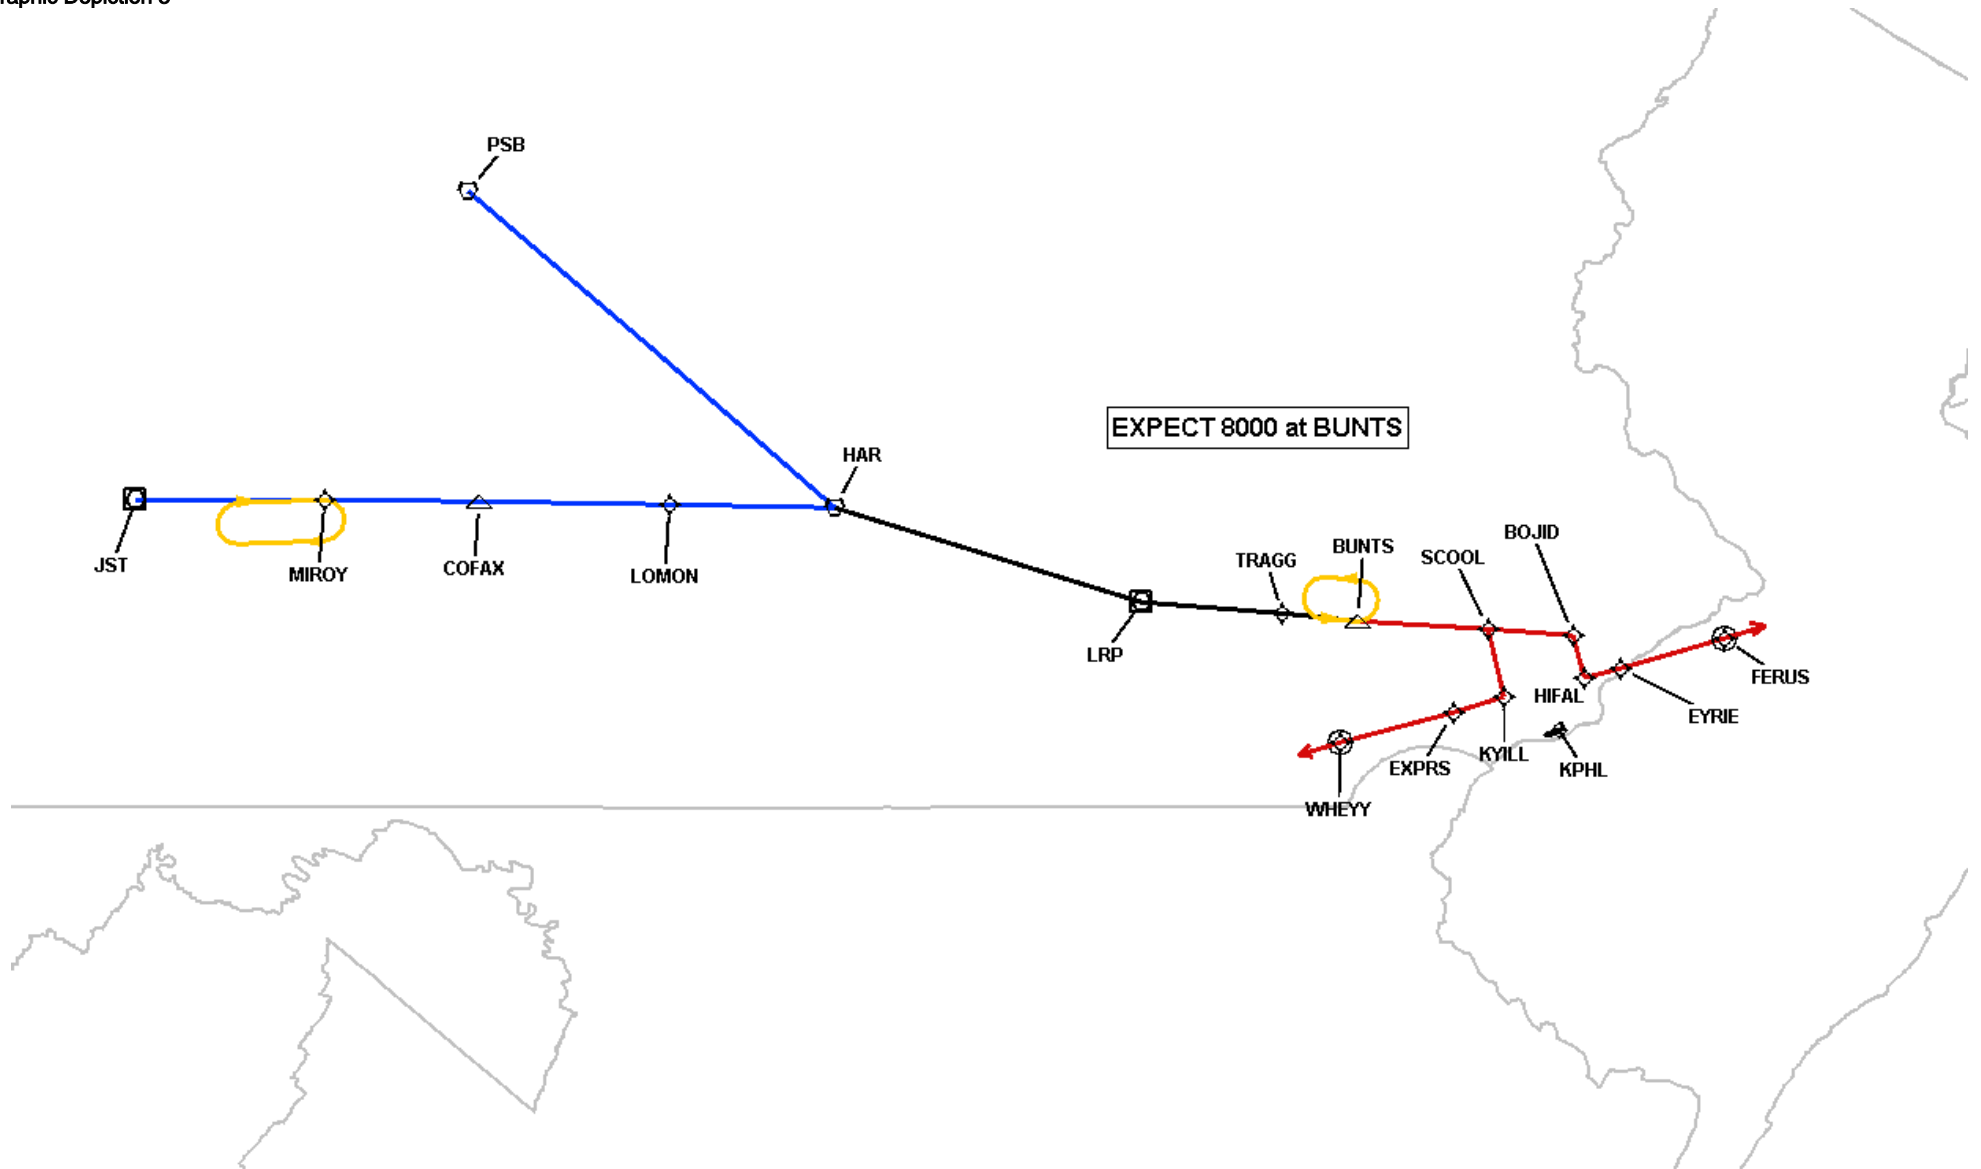 PSB
EXPECT 8000 at BUNTS
HAR
JST
MIROY
COFAX
LOMON
LRP
TRAGG
BUNTS
SCOOL
BOJID
HIFAL
FERUS
EYRIE
EXPRS
KYILL
KPHL
WHEYY